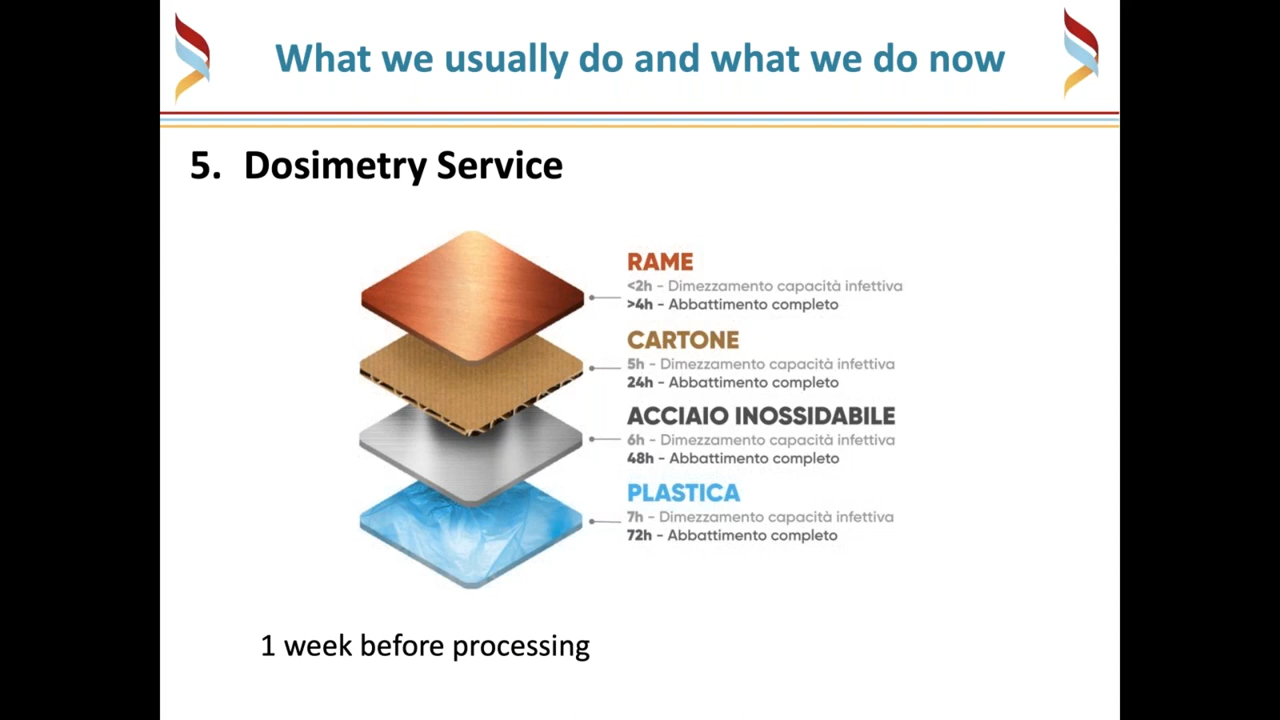 What we usually do and what we do now
5. Dosimetry Service
RAME
<2h - Dimezzamento capacità infettiva
>4h - Abbattimento completo
CARTONE
5h - Dimezzamento capacità infettiva
24h - Abbattimento completo
ACCIAIO INOSSIDABILE
6h - Dimezzamento capacità infettiva
48h - Abbattimento completo
PLASTICA
7h - Dimezzamento capacità infettiva
72h - Abbattimento completo
1 week before processing